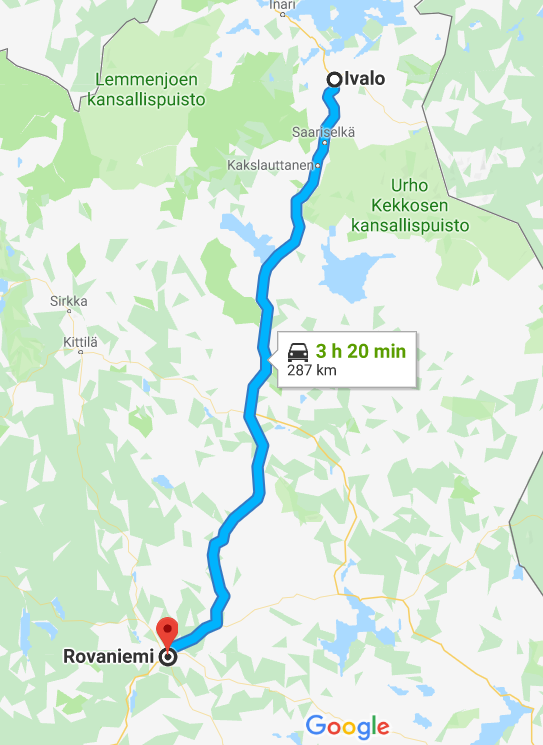 Inari
Ivalo
Lemmenjoen
kansallispuisto
Saariselkä
Kakslauttanen
Urho
Kekkosen
kansallispuisto
Sirkka
Kittilä
3 h 20 min
287 km
Rovaniemi
Google